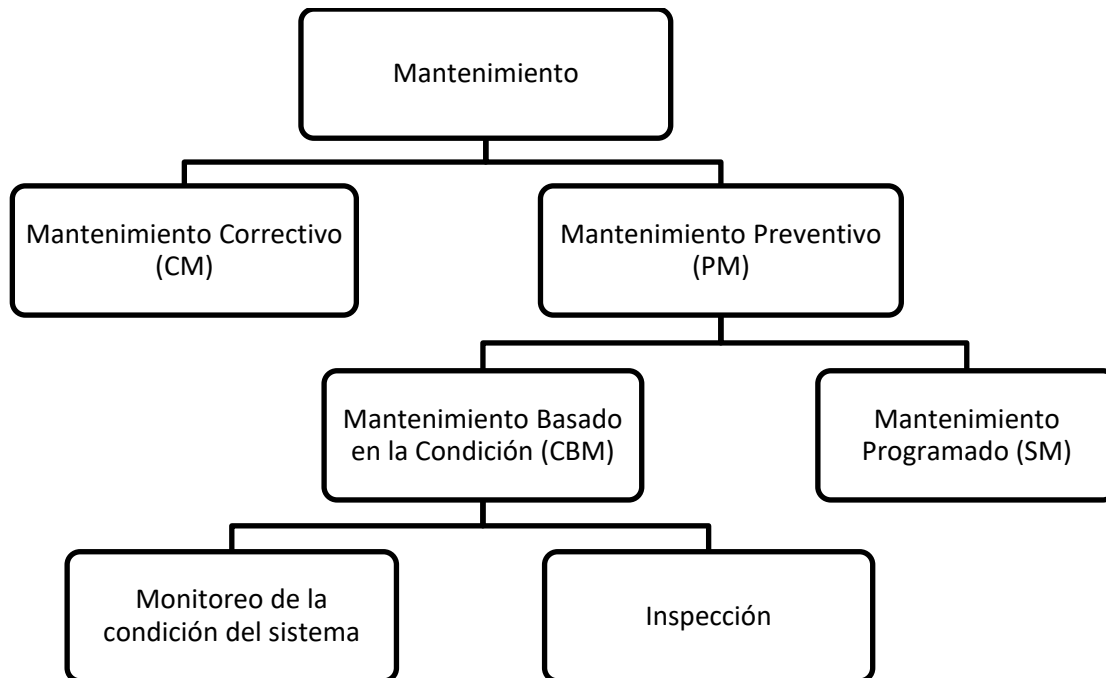 Mantenimiento
Mantenimiento Correctivo
(CM)
Mantenimiento Preventivo
(PM)
Mantenimiento Basado
en la Condición (CBM)
Mantenimiento
Programado (SM)
Monitoreo de la
condición del sistema
Inspección